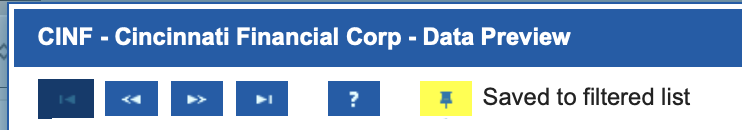 CINF - Cincinnati Financial Corp - Data Preview
? Saved to filtered list